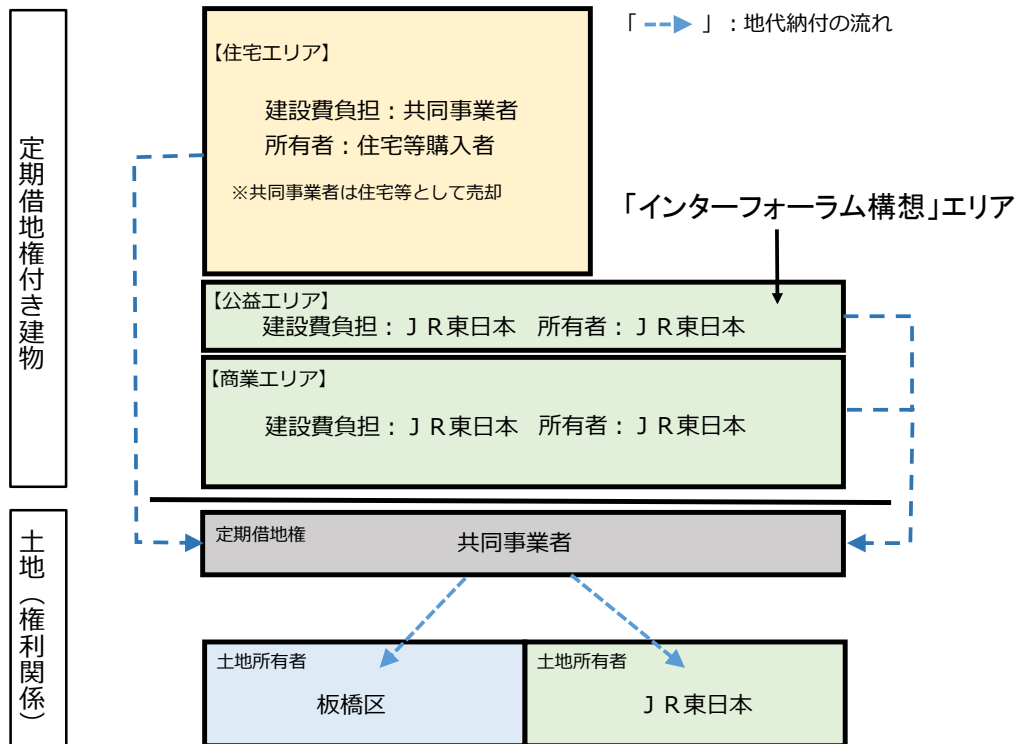 「 」：地代納付の流れ
定期借地権付き建物
【住宅エリア】
建設費負担：共同事業者
所有者：住宅等購入者
※共同事業者は住宅等として売却
「インターフォーラム構想」エリア
【公益エリア】
建設費負担：ＪＲ東日本　所有者：ＪＲ東日本
【商業エリア】
建設費負担：ＪＲ東日本　所有者：ＪＲ東日本
土地（権利関係）
定期借地権
共同事業者
土地所有者
板橋区
土地所有者
ＪＲ東日本